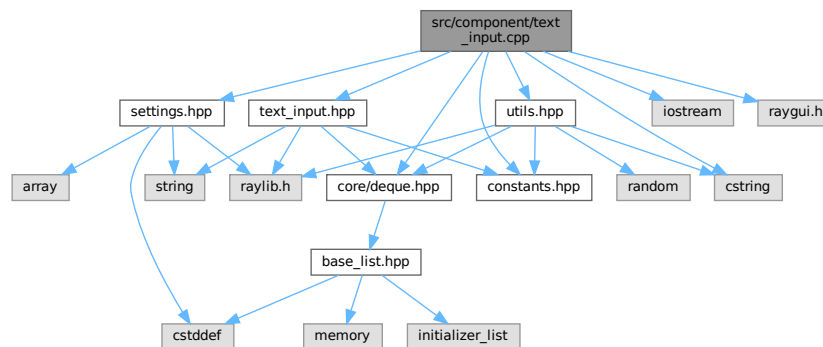 src/component/text
_input.cpp
settings.hpp
text_input.hpp
utils.hpp
iostream
raygui.h
array
string
raylib.h
core/deque.hpp
constants.hpp
random
cstring
base_list.hpp
cstddef
memory
initializer_list